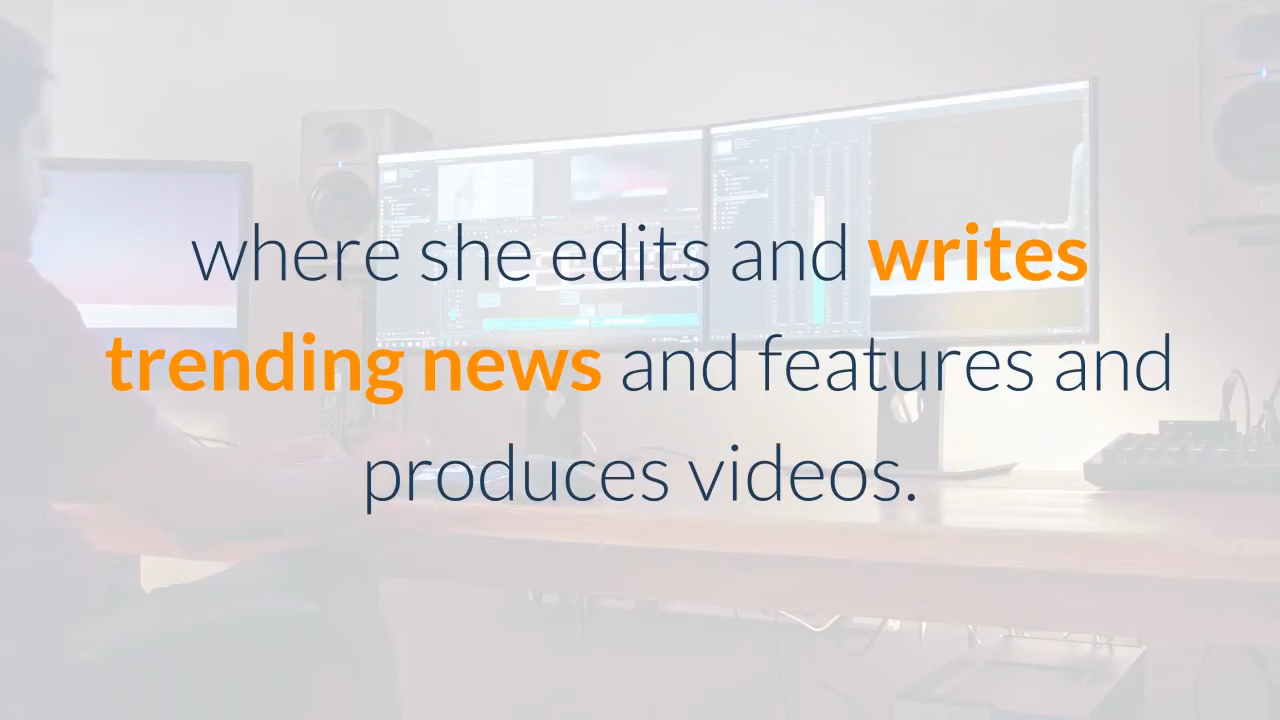 where she edits and writes
trending news and features and
produces videos.